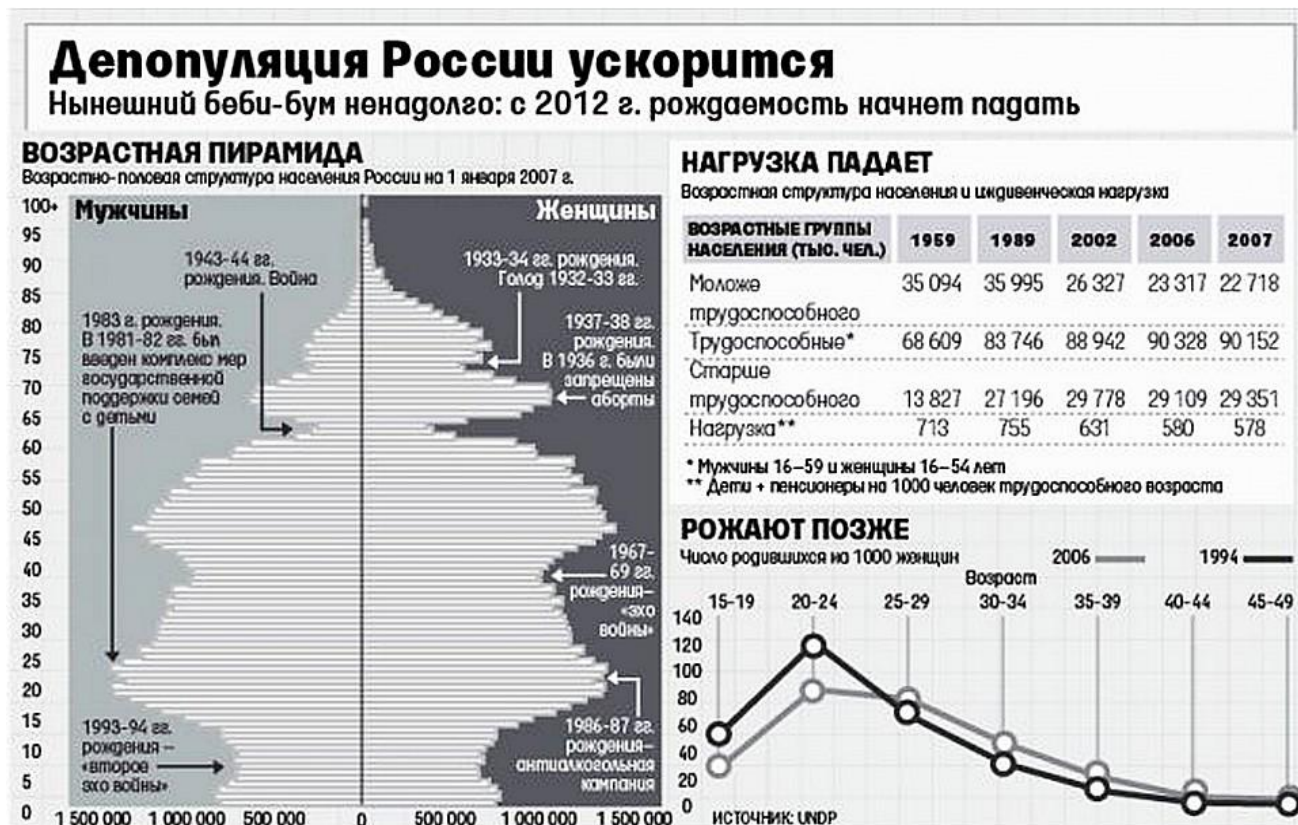 Депопуляция России ускорится
Нынешний беби-бум ненадолго: с 2012 г. рождаемость начнет падать
ВОЗРАСТНАЯ ПИРАМИДА
Возрастно-половая структура населения России на 1 января 2007 г.
Мужчины
Женщины
100+
95
90
85
80
75
70
65
60
55
50
45
40
35
30
25
20
15
10
5
0
1943-44 гг.
рождения. Война
1933-34 гг. рождения.
Голод 1932-33 гг.
1983 г. рождения.
В 1981-82 гг. был
введен комплекс мер
государственной
поддержки семей
с детьми
1937-38 гг.
рождения.
В 1936 г. были
запрещены
аборты
1967-
69 гг.
рождения–
«эхо
войны»
1993-94 гг.
рождения –
«второе
эхо войны»
1986-87 гг.
рождения–
антиалкогольная
кампания
1 500 000 1 000 000 500 000 0 500 000 1 000 000 1 500 000
НАГРУЗКА ПАДАЕТ
Возрастная структура населения и иждивенческая нагрузка
ВОЗРАСТНЫЕ ГРУППЫ
НАСЕЛЕНИЯ (ТЫС. ЧЕЛ.) 1959 1989 2002 2006 2007
Моложе 35 094 35 995 26 327 23 317 22 718
трудоспособного
Трудоспособные* 68 609 83 746 88 942 90 328 90 152
Старше
трудоспособного 13 827 27 196 29 778 29 109 29 351
Нагрузка** 713 755 631 580 578
* Мужчины 16–59 и женщины 16–54 лет
** Дети + пенсионеры на 1000 человек трудоспособного возраста
РОЖАЮТ ПОЗЖЕ
Число родившихся на 1000 женщин 2006 1994
Возраст
15-19 20-24 25-29 30-34 35-39 40-44 45-49
140
120
100
80
60
40
20
0
ИСТОЧНИК: UNDP